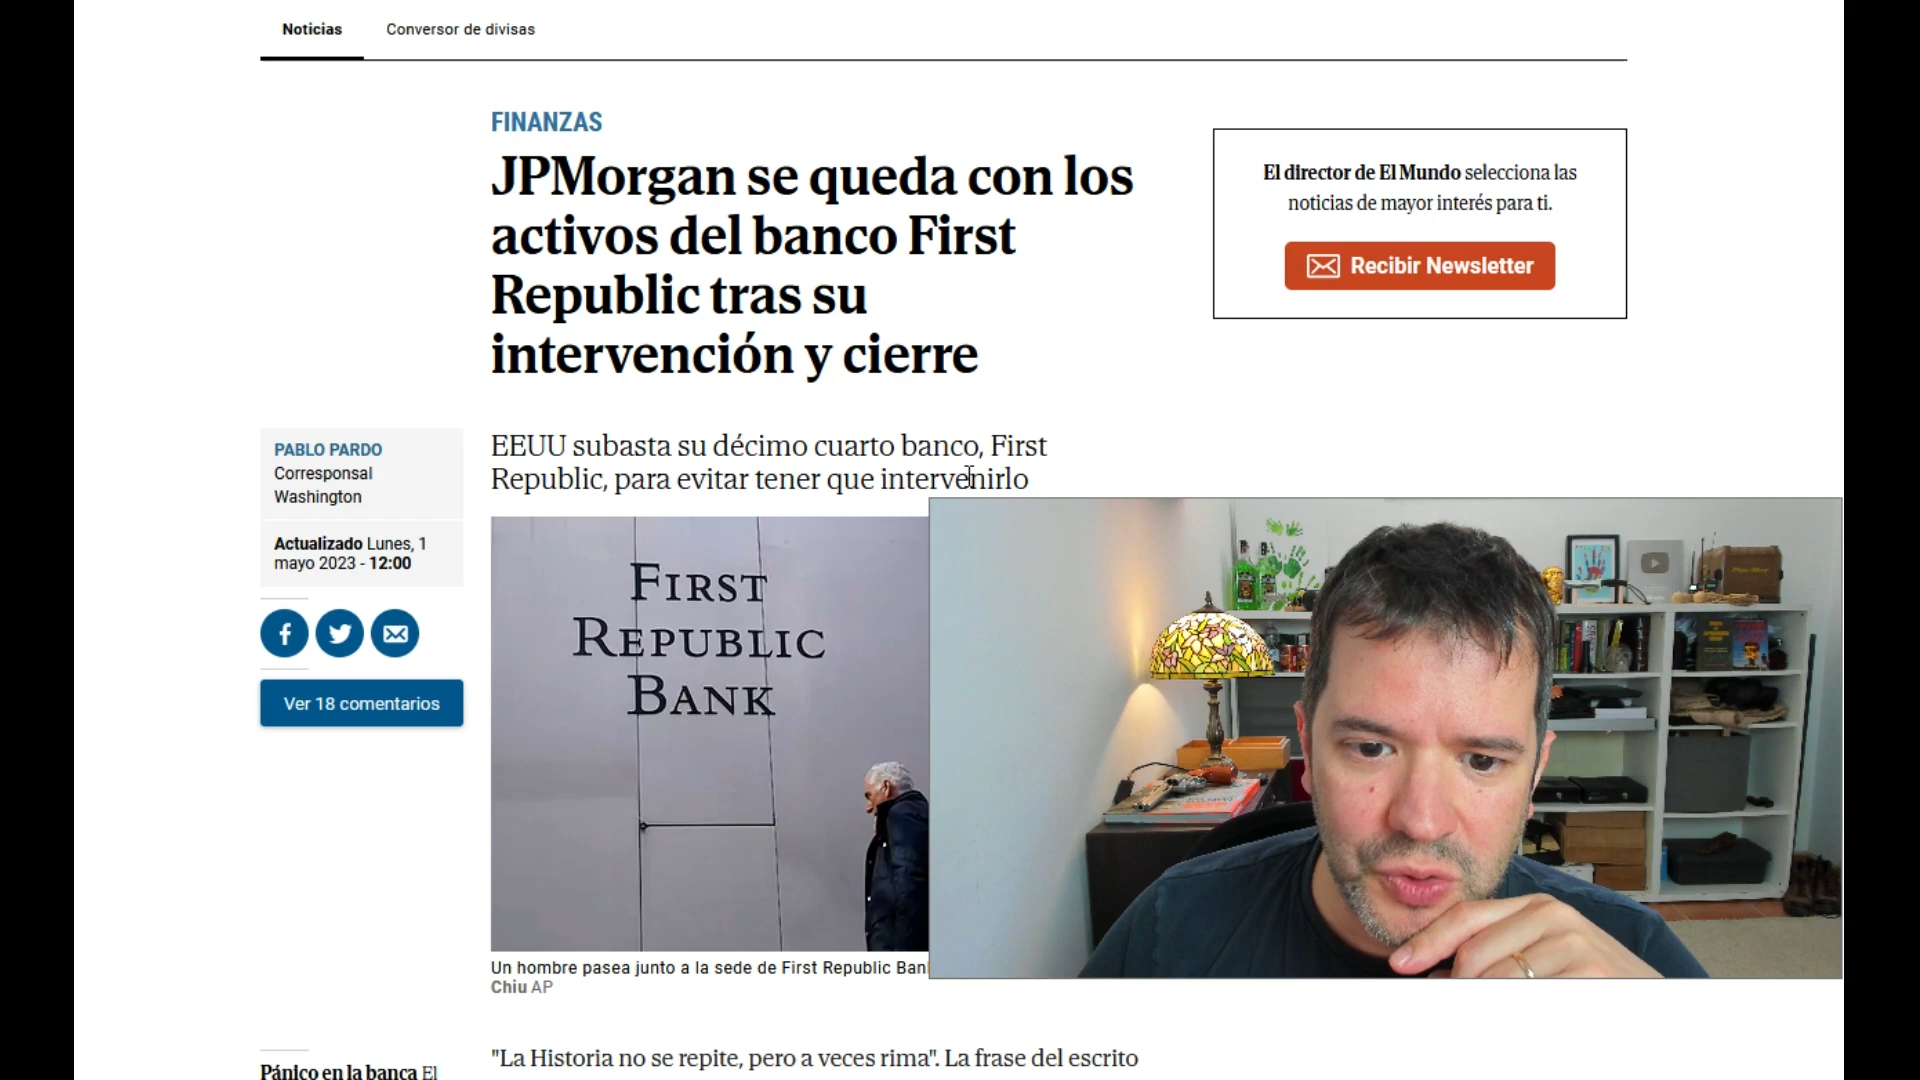 Noticias
Conversor de divisas
FINANZAS
JPMorgan se queda con los
activos del banco First
Republic tras su
intervención y cierre
El director de El Mundo selecciona las
noticias de mayor interés para ti.
Recibir Newsletter
EEUU subasta su décimo cuarto banco, First
Republic, para evitar tener que intervenirlo
PABLO PARDO
Corresponsal
Washington
Actualizado Lunes, 1
mayo 2023 - 12:00
Ver 18 comentarios
FIRST
REPUBLIC
BANK
Un hombre pasea junto a la sede de First Republic
Chiu AP
"La Historia no se repite, pero a veces rima". La frase del escrito
Pánico en la banca El